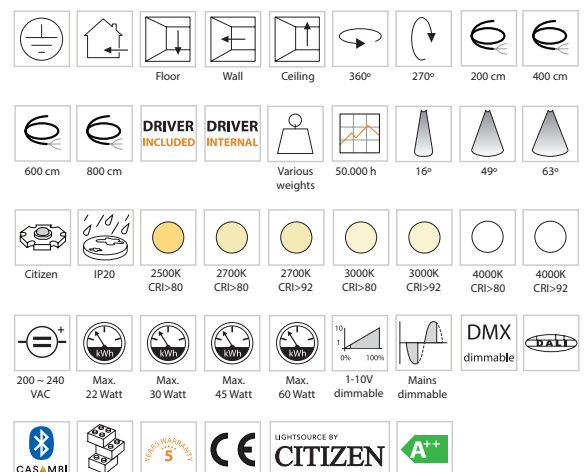 Floor Wall Ceiling 360º 270º 200 cm 400 cm
DRIVER INCLUDED
DRIVER INTERNAL
600 cm 800 cm Various weights 50.000 h 16º 49º 63º
Citizen IP20 2500K CRI>80 2700K CRI>80 2700K CRI>92 3000K CRI>80 3000K CRI>92 4000K CRI>80 4000K CRI>92
kWh kWh kWh kWh
10 1 0% 100%
DMX dimmable
DALI
200 ~ 240 VAC Max. 22 Watt Max. 30 Watt Max. 45 Watt Max. 60 Watt 1-10V dimmable Mains dimmable
CASAMBI
YEARS WARRANTY 5
CE
LIGHTSOURCE BY
CITIZEN
A++